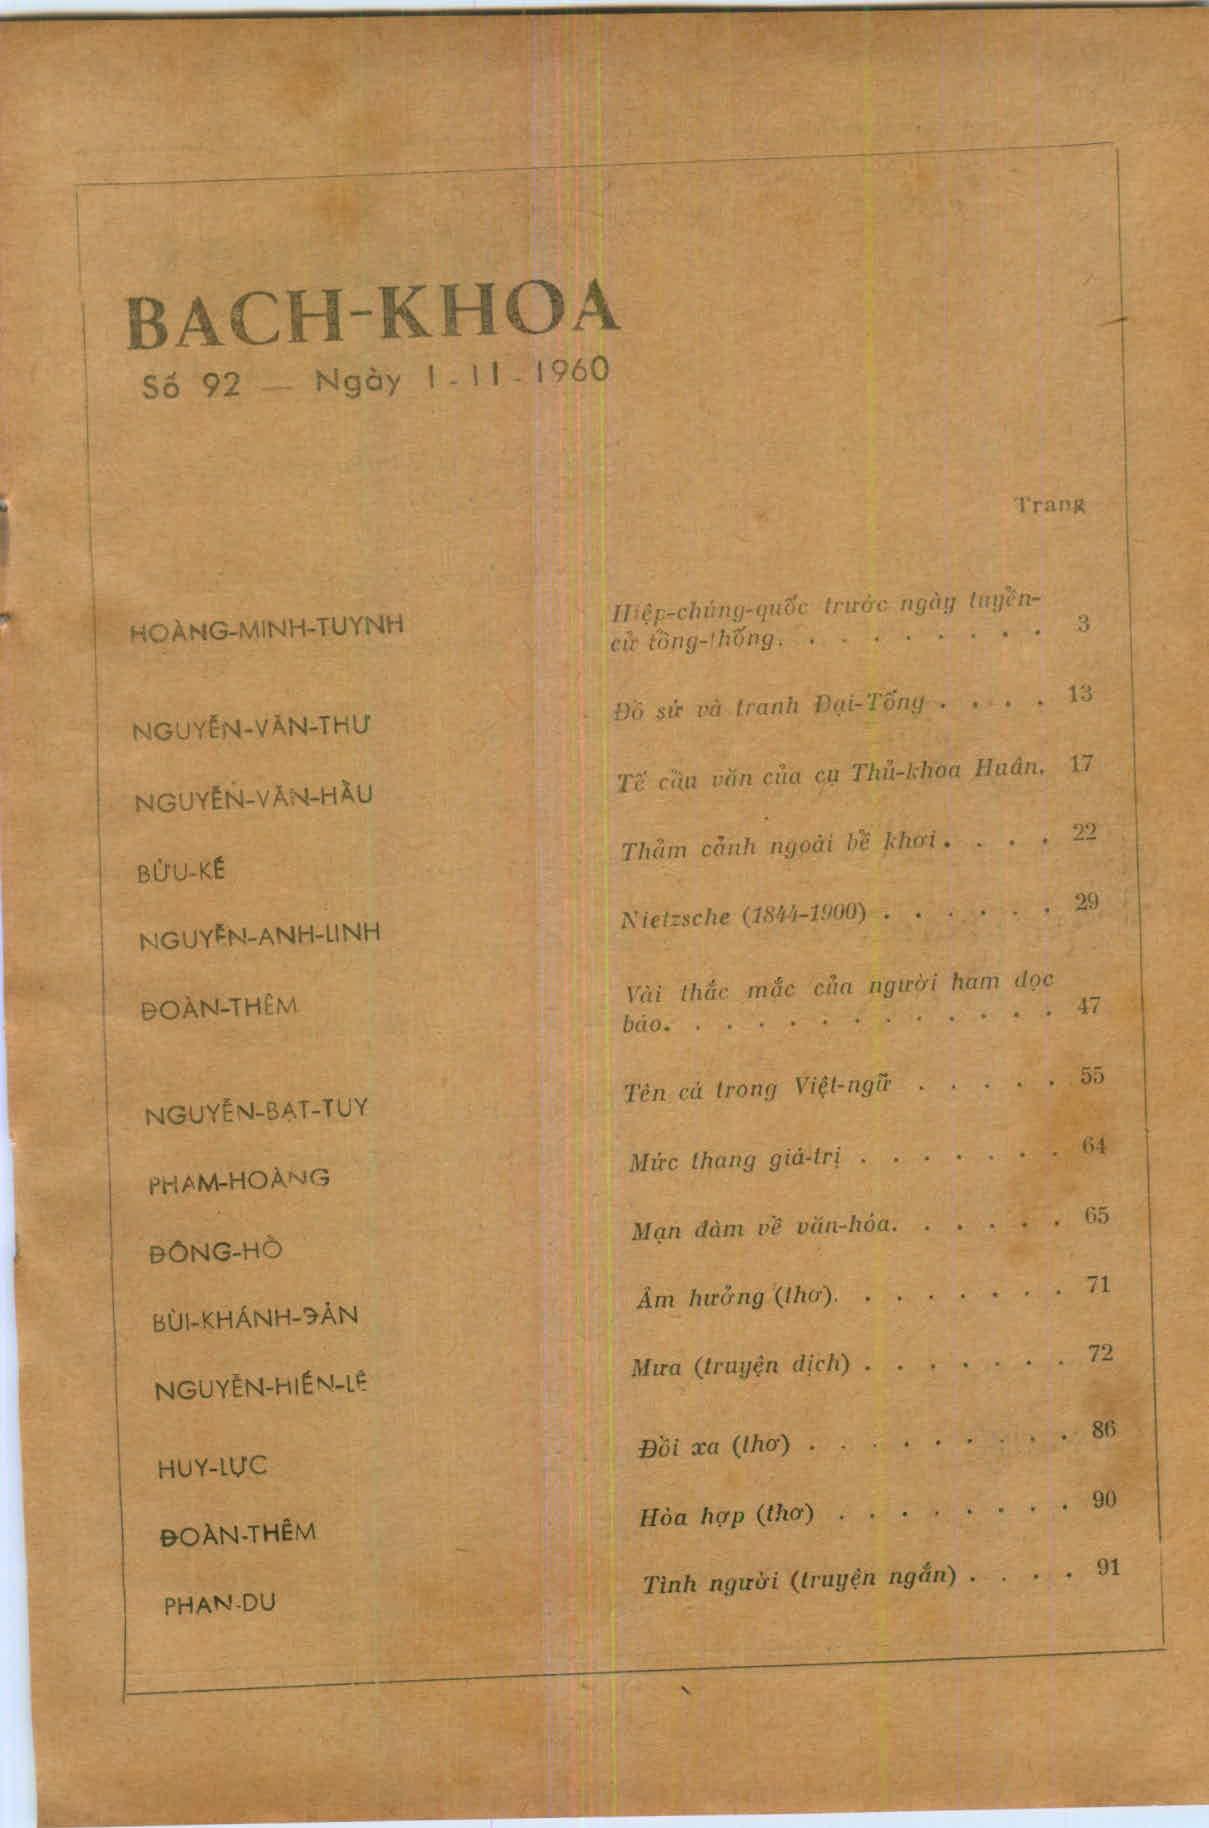 BACH-KHOA
Số 92 — Ngày 1-11-1960
Trang
HOÀNG-MINH-TUYNH Hiệp-chúng-quốc trước ngày tuyển-
cử tổng-thống. . . . . . . . . 3
NGUYỄN-VĂN-THƯ Đồ sứ và tranh Đại-Tống . . . . 13
NGUYỄN-VĂN-HẦU Tế cầu văn của cụ Thủ-khoa Huân. 17
BỬU-KẾ Thảm cảnh ngoài bể khơi . . . . 22
NGUYỄN-ANH-LINH Nietzsche (1844-1900) . . . . . . 29
ĐOÀN-THÊM Vài thắc mắc của người ham đọc
báo. . . . . . . . . . . . . 47
NGUYỄN-BẠT-TUY Tên cá trong Việt-ngữ . . . . . 55
PHẠM-HOÀNG Mức thang giá-trị . . . . . . . 64
ĐÔNG-HỒ Mạn đàm về văn-hóa. . . . . . 65
BÙI-KHÁNH-ĐẢN Âm hưởng (thơ). . . . . . . . 71
NGUYỄN-HIẾN-LÊ Mưa (truyện dịch) . . . . . . . 72
HUY-LỰC Đồi xa (thơ) . . . . . . . . . 86
ĐOÀN-THÊM Hòa hợp (thơ) . . . . . . . . 90
PHAN-DU Tình người (truyện ngắn) . . . . 91